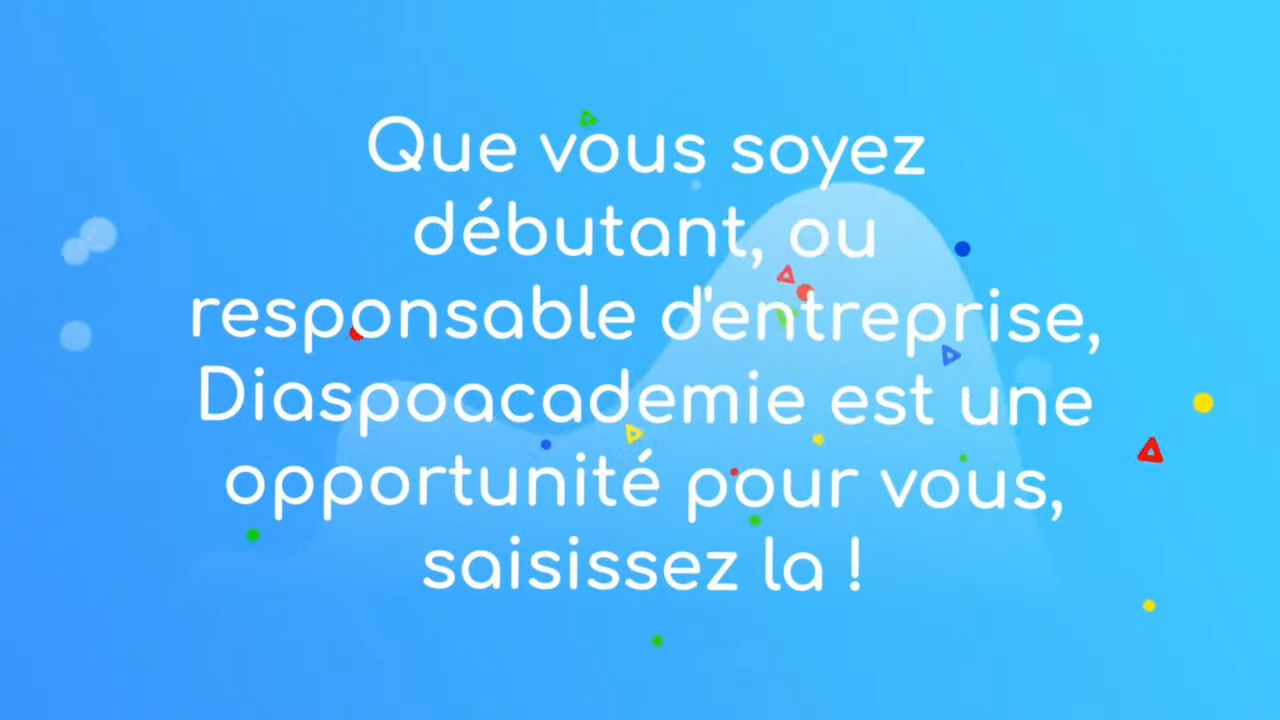 Que vous soyez
débutant, ou
responsable d'entreprise,
Diaspoacademie est une
opportunité pour vous,
saisissez la !